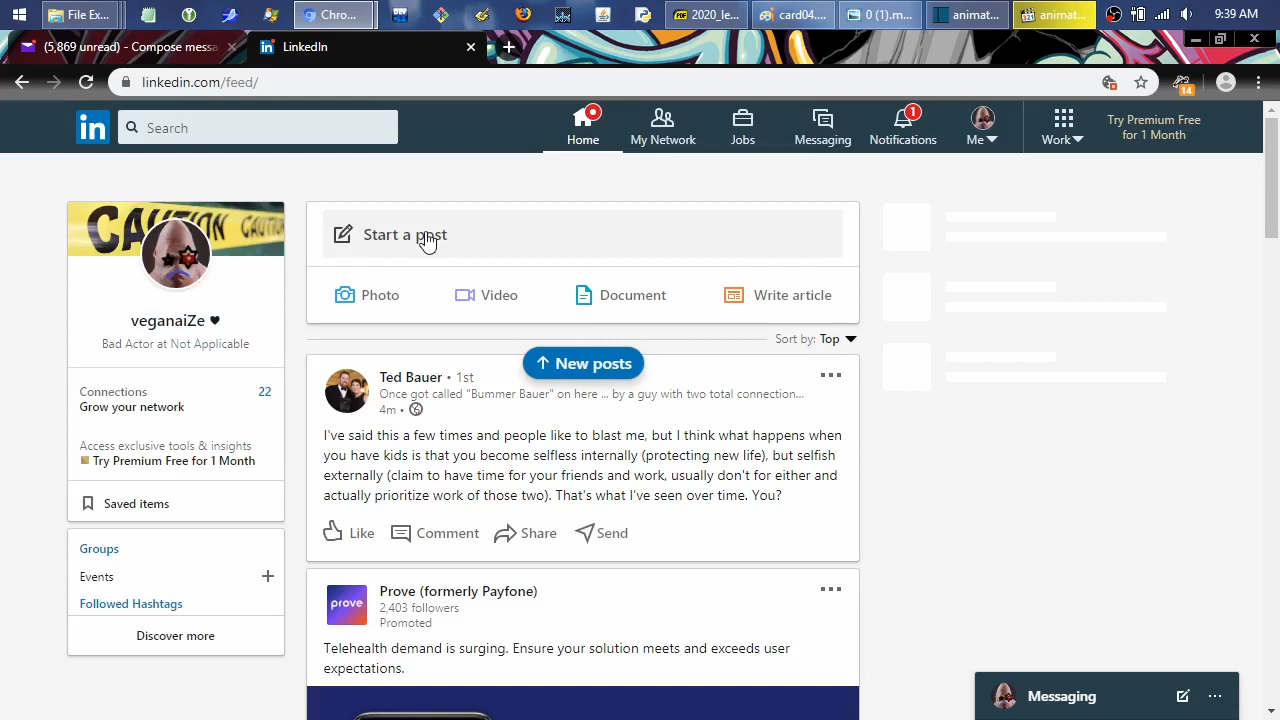 File Ex...
Chro...
2020_le...
card04....
0 (1).m...
animat...
animat...
9:39 AM
(5,869 unread) - Compose messa
LinkedIn
linkedin.com/feed/
14
in
Search
Home
My Network
Jobs
Messaging
1
Notifications
Me
Work
Try Premium Free
for 1 Month
CAUTION
CAUTION
veganaiZe ♥
Bad Actor at Not Applicable
Connections 22
Grow your network
Access exclusive tools & insights
Try Premium Free for 1 Month
Saved items
Groups
Events
Followed Hashtags
Discover more
Start a post
Photo
Video
Document
Write article
Sort by: Top
New posts
Ted Bauer • 1st
Once got called "Bummer Bauer" on here ... by a guy with two total connection...
4m •
I've said this a few times and people like to blast me, but I think what happens when
you have kids is that you become selfless internally (protecting new life), but selfish
externally (claim to have time for your friends and work, usually don't for either and
actually prioritize work of those two). That's what I've seen over time. You?
Like
Comment
Share
Send
prove
Prove (formerly Payfone)
2,403 followers
Promoted
Telehealth demand is surging. Ensure your solution meets and exceeds user
expectations.
Messaging